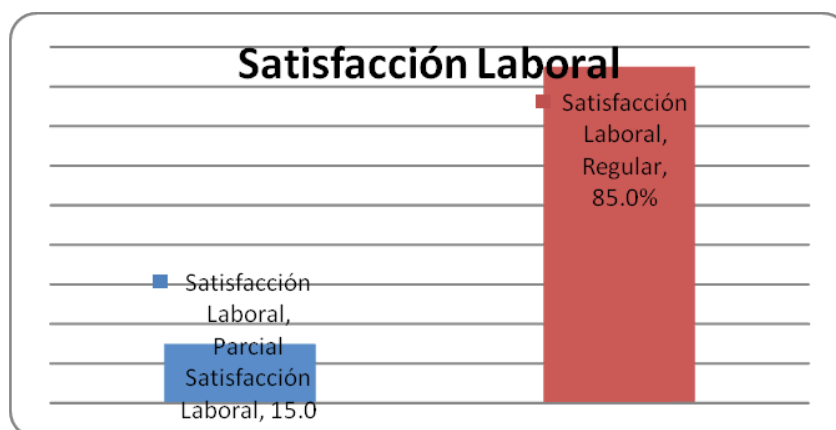 Satisfacción Laboral
Satisfacción
Laboral,
Regular,
85.0%
Satisfacción
Laboral,
Parcial
Satisfacción
Laboral, 15.0